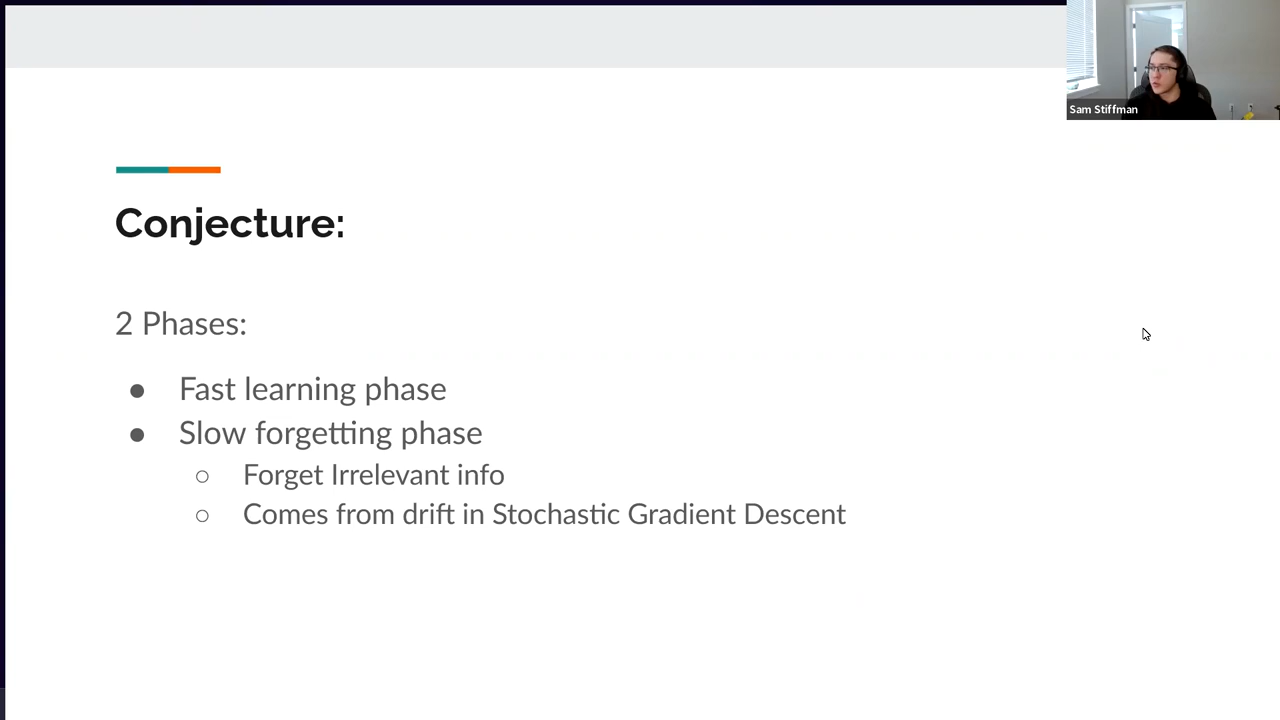 Sam Stiffman
Conjecture:
2 Phases:
● Fast learning phase
● Slow forgetting phase
○ Forget Irrelevant info
○ Comes from drift in Stochastic Gradient Descent